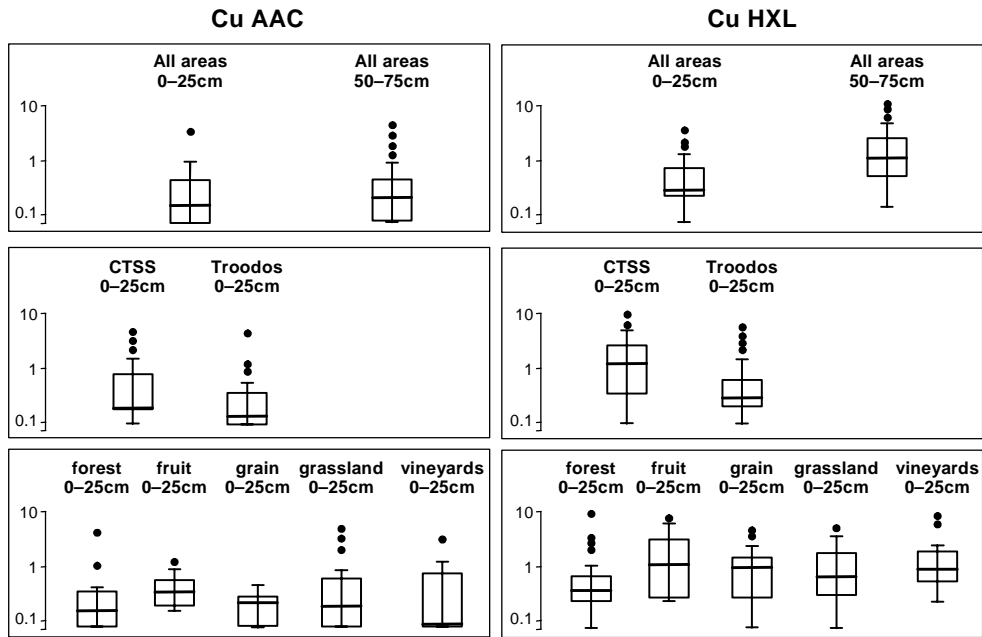 Cu AAC
Cu HXL
All areas All areas
0–25cm 50–75cm
10
1
0.1
All areas All areas
0–25cm 50–75cm
10
1
0.1
CTSS Troodos
0–25cm 0–25cm
10
1
0.1
CTSS Troodos
0–25cm 0–25cm
10
1
0.1
forest fruit grain grassland vineyards
0–25cm 0–25cm 0–25cm 0–25cm 0–25cm
10
1
0.1
forest fruit grain grassland vineyards
0–25cm 0–25cm 0–25cm 0–25cm 0–25cm
10
1
0.1